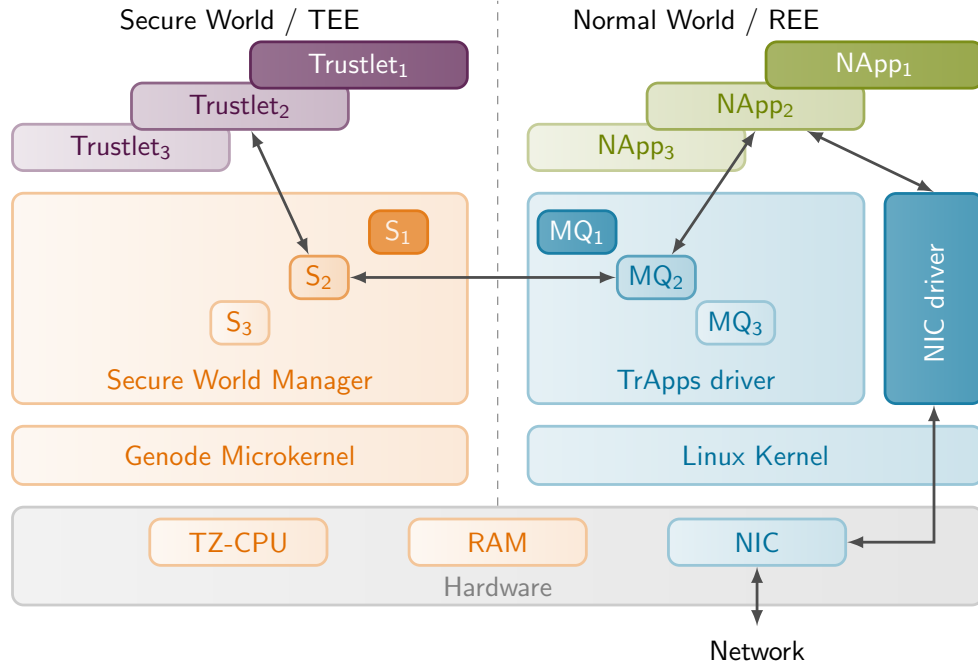 Secure World / TEE
Normal World / REE
Trustlet₁
Trustlet₂
Trustlet₃
NApp₁
NApp₂
NApp₃
S₁
S₂
S₃
Secure World Manager
MQ₁
MQ₂
MQ₃
TrApps driver
NIC driver
Genode Microkernel
Linux Kernel
TZ-CPU
RAM
NIC
Hardware
Network